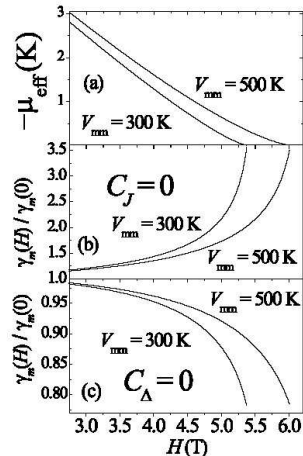 −μeff(K)
3
2
1
(a)
Vmm = 500 K
Vmm = 300 K
γm(H) / γm(0)
3.5
3.0
2.5
2.0
1.5
1.0
CJ = 0
Vmm = 300 K
(b)
Vmm = 500 K
γm(H) / γm(0)
0.95
0.90
0.85
0.80
Vmm = 500 K
Vmm = 300 K
(c)
CΔ = 0
3.0 3.5 4.0 4.5 5.0 5.5 6.0
H(T)